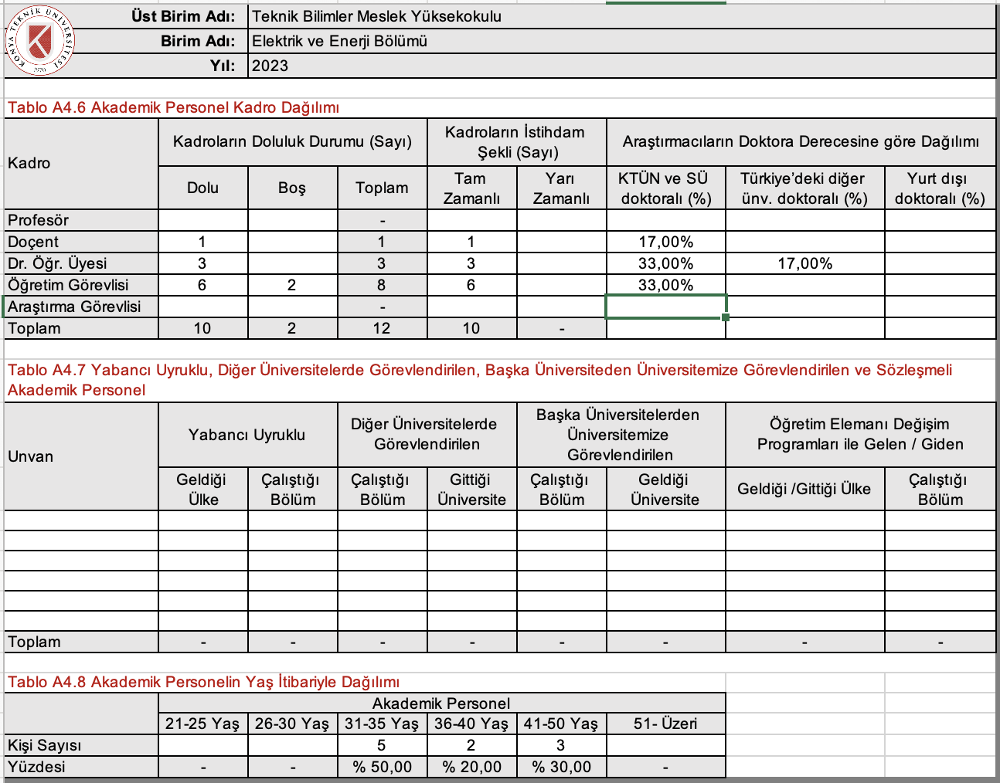 KONYA TEKNİK ÜNİVERSİTESİ
1970
Üst Birim Adı: Teknik Bilimler Meslek Yüksekokulu
Birim Adı: Elektrik ve Enerji Bölümü
Yıl: 2023
Tablo A4.6 Akademik Personel Kadro Dağılımı
Kadro
Kadroların Doluluk Durumu (Sayı)
Kadroların İstihdam
Şekli (Sayı)
Araştırmacıların Doktora Derecesine göre Dağılımı
Dolu
Boş
Toplam
Tam
Zamanlı
Yarı
Zamanlı
KTÜN ve SÜ
doktoralı (%)
Türkiye’deki diğer
ünv. doktoralı (%)
Yurt dışı
doktoralı (%)
Profesör -
Doçent 1 1 1 17,00%
Dr. Öğr. Üyesi 3 3 3 33,00% 17,00%
Öğretim Görevlisi 6 2 8 6 33,00%
Araştırma Görevlisi -
Toplam 10 2 12 10 -
Tablo A4.7 Yabancı Uyruklu, Diğer Üniversitelerde Görevlendirilen, Başka Üniversiteden Üniversitemize Görevlendirilen ve Sözleşmeli
Akademik Personel
Unvan
Yabancı Uyruklu
Diğer Üniversitelerde
Görevlendirilen
Başka Üniversitelerden
Üniversitemize
Görevlendirilen
Öğretim Elemanı Değişim
Programları ile Gelen / Giden
Geldiği
Ülke
Çalıştığı
Bölüm
Çalıştığı
Bölüm
Gittiği
Üniversite
Çalıştığı
Bölüm
Geldiği
Üniversite
Geldiği /Gittiği Ülke
Çalıştığı
Bölüm
Toplam - - - - - - - -
Tablo A4.8 Akademik Personelin Yaş İtibariyle Dağılımı
Akademik Personel
21-25 Yaş 26-30 Yaş 31-35 Yaş 36-40 Yaş 41-50 Yaş 51- Üzeri
Kişi Sayısı 5 2 3
Yüzdesi - - % 50,00 % 20,00 % 30,00 -